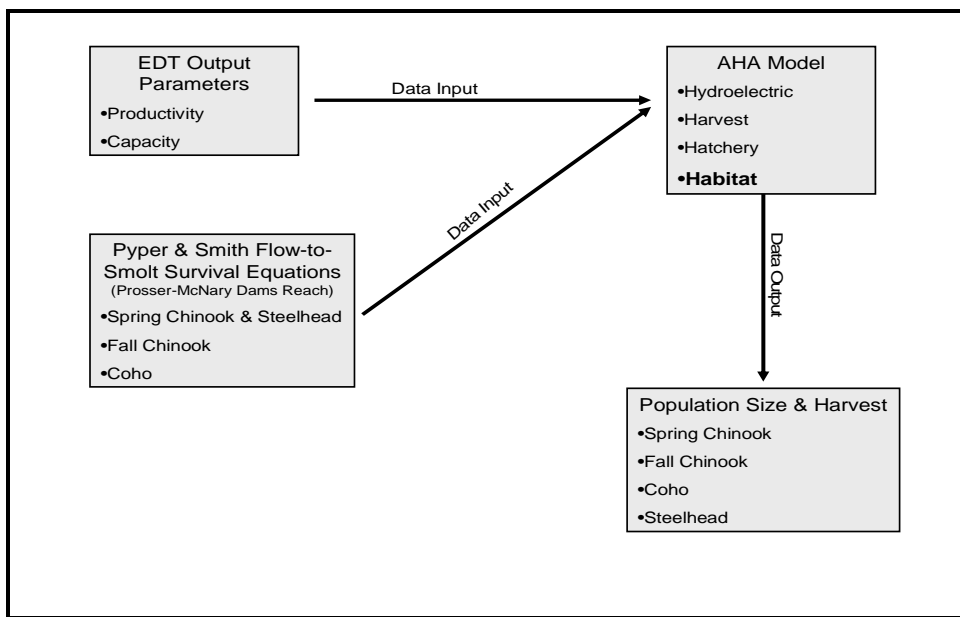 EDT Output
Parameters
•Productivity
•Capacity
Data Input
AHA Model
•Hydroelectric
•Harvest
•Hatchery
•Habitat
Data Input
Pyper & Smith Flow-to-
Smolt Survival Equations
(Prosser-McNary Dams Reach)
•Spring Chinook & Steelhead
•Fall Chinook
•Coho
Data Output
Population Size & Harvest
•Spring Chinook
•Fall Chinook
•Coho
•Steelhead